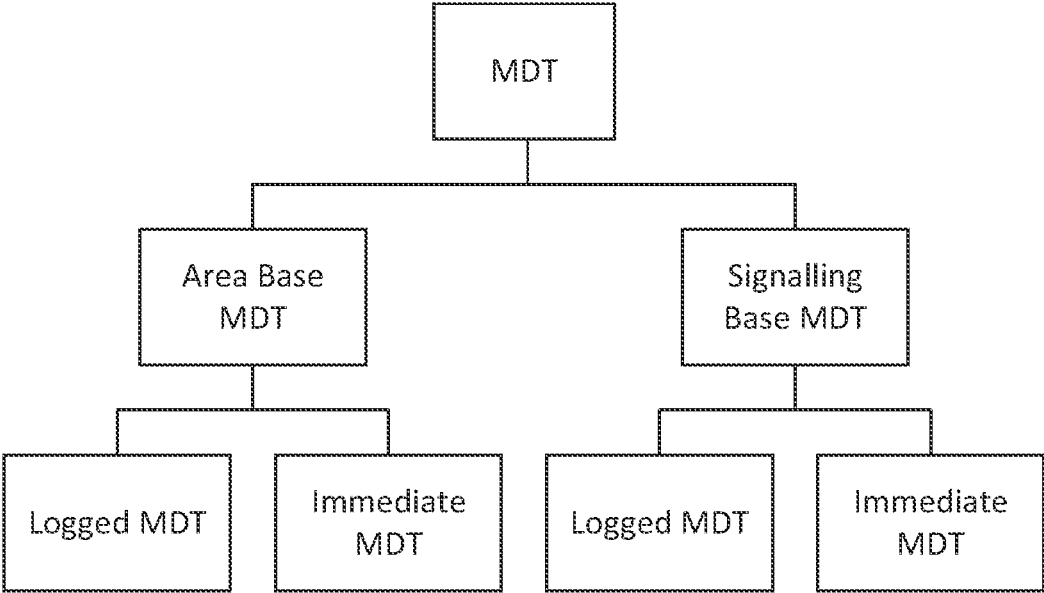 MDT
Area Base
MDT
Signalling
Base MDT
Logged MDT
Immediate
MDT
Logged MDT
Immediate
MDT